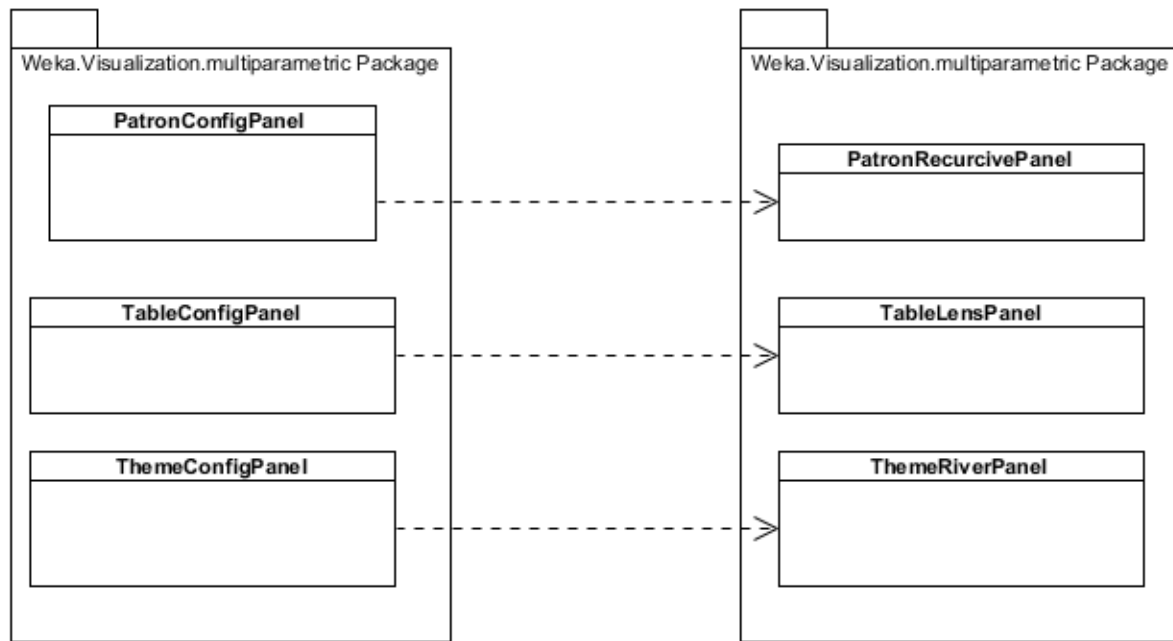 Weka.Visualization.multiparametric Package
PatronConfigPanel
TableConfigPanel
ThemeConfigPanel
Weka.Visualization.multiparametric Package
PatronRecurcivePanel
TableLensPanel
ThemeRiverPanel